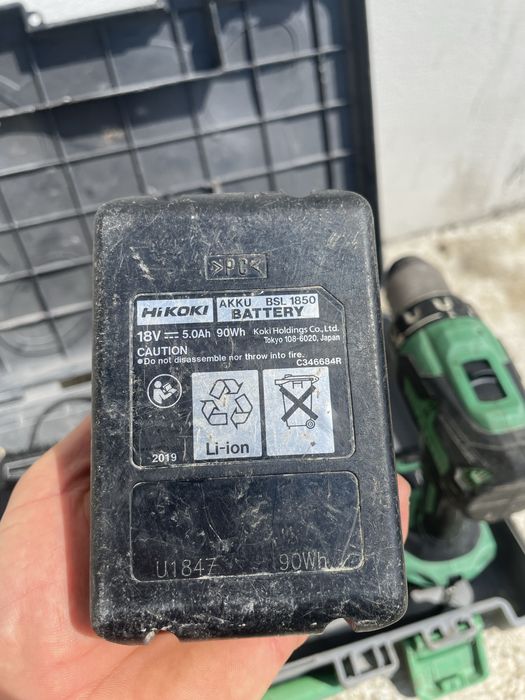 >PC<
HiKOKI AKKU BSL 1850
BATTERY
18V 5.0Ah 90Wh Koki Holdings Co., Ltd.
Tokyo 108-6020, Japan
CAUTION
●Do not disassemble nor throw into fire.
C346684R
2019
Li-ion
U1847 90Wh